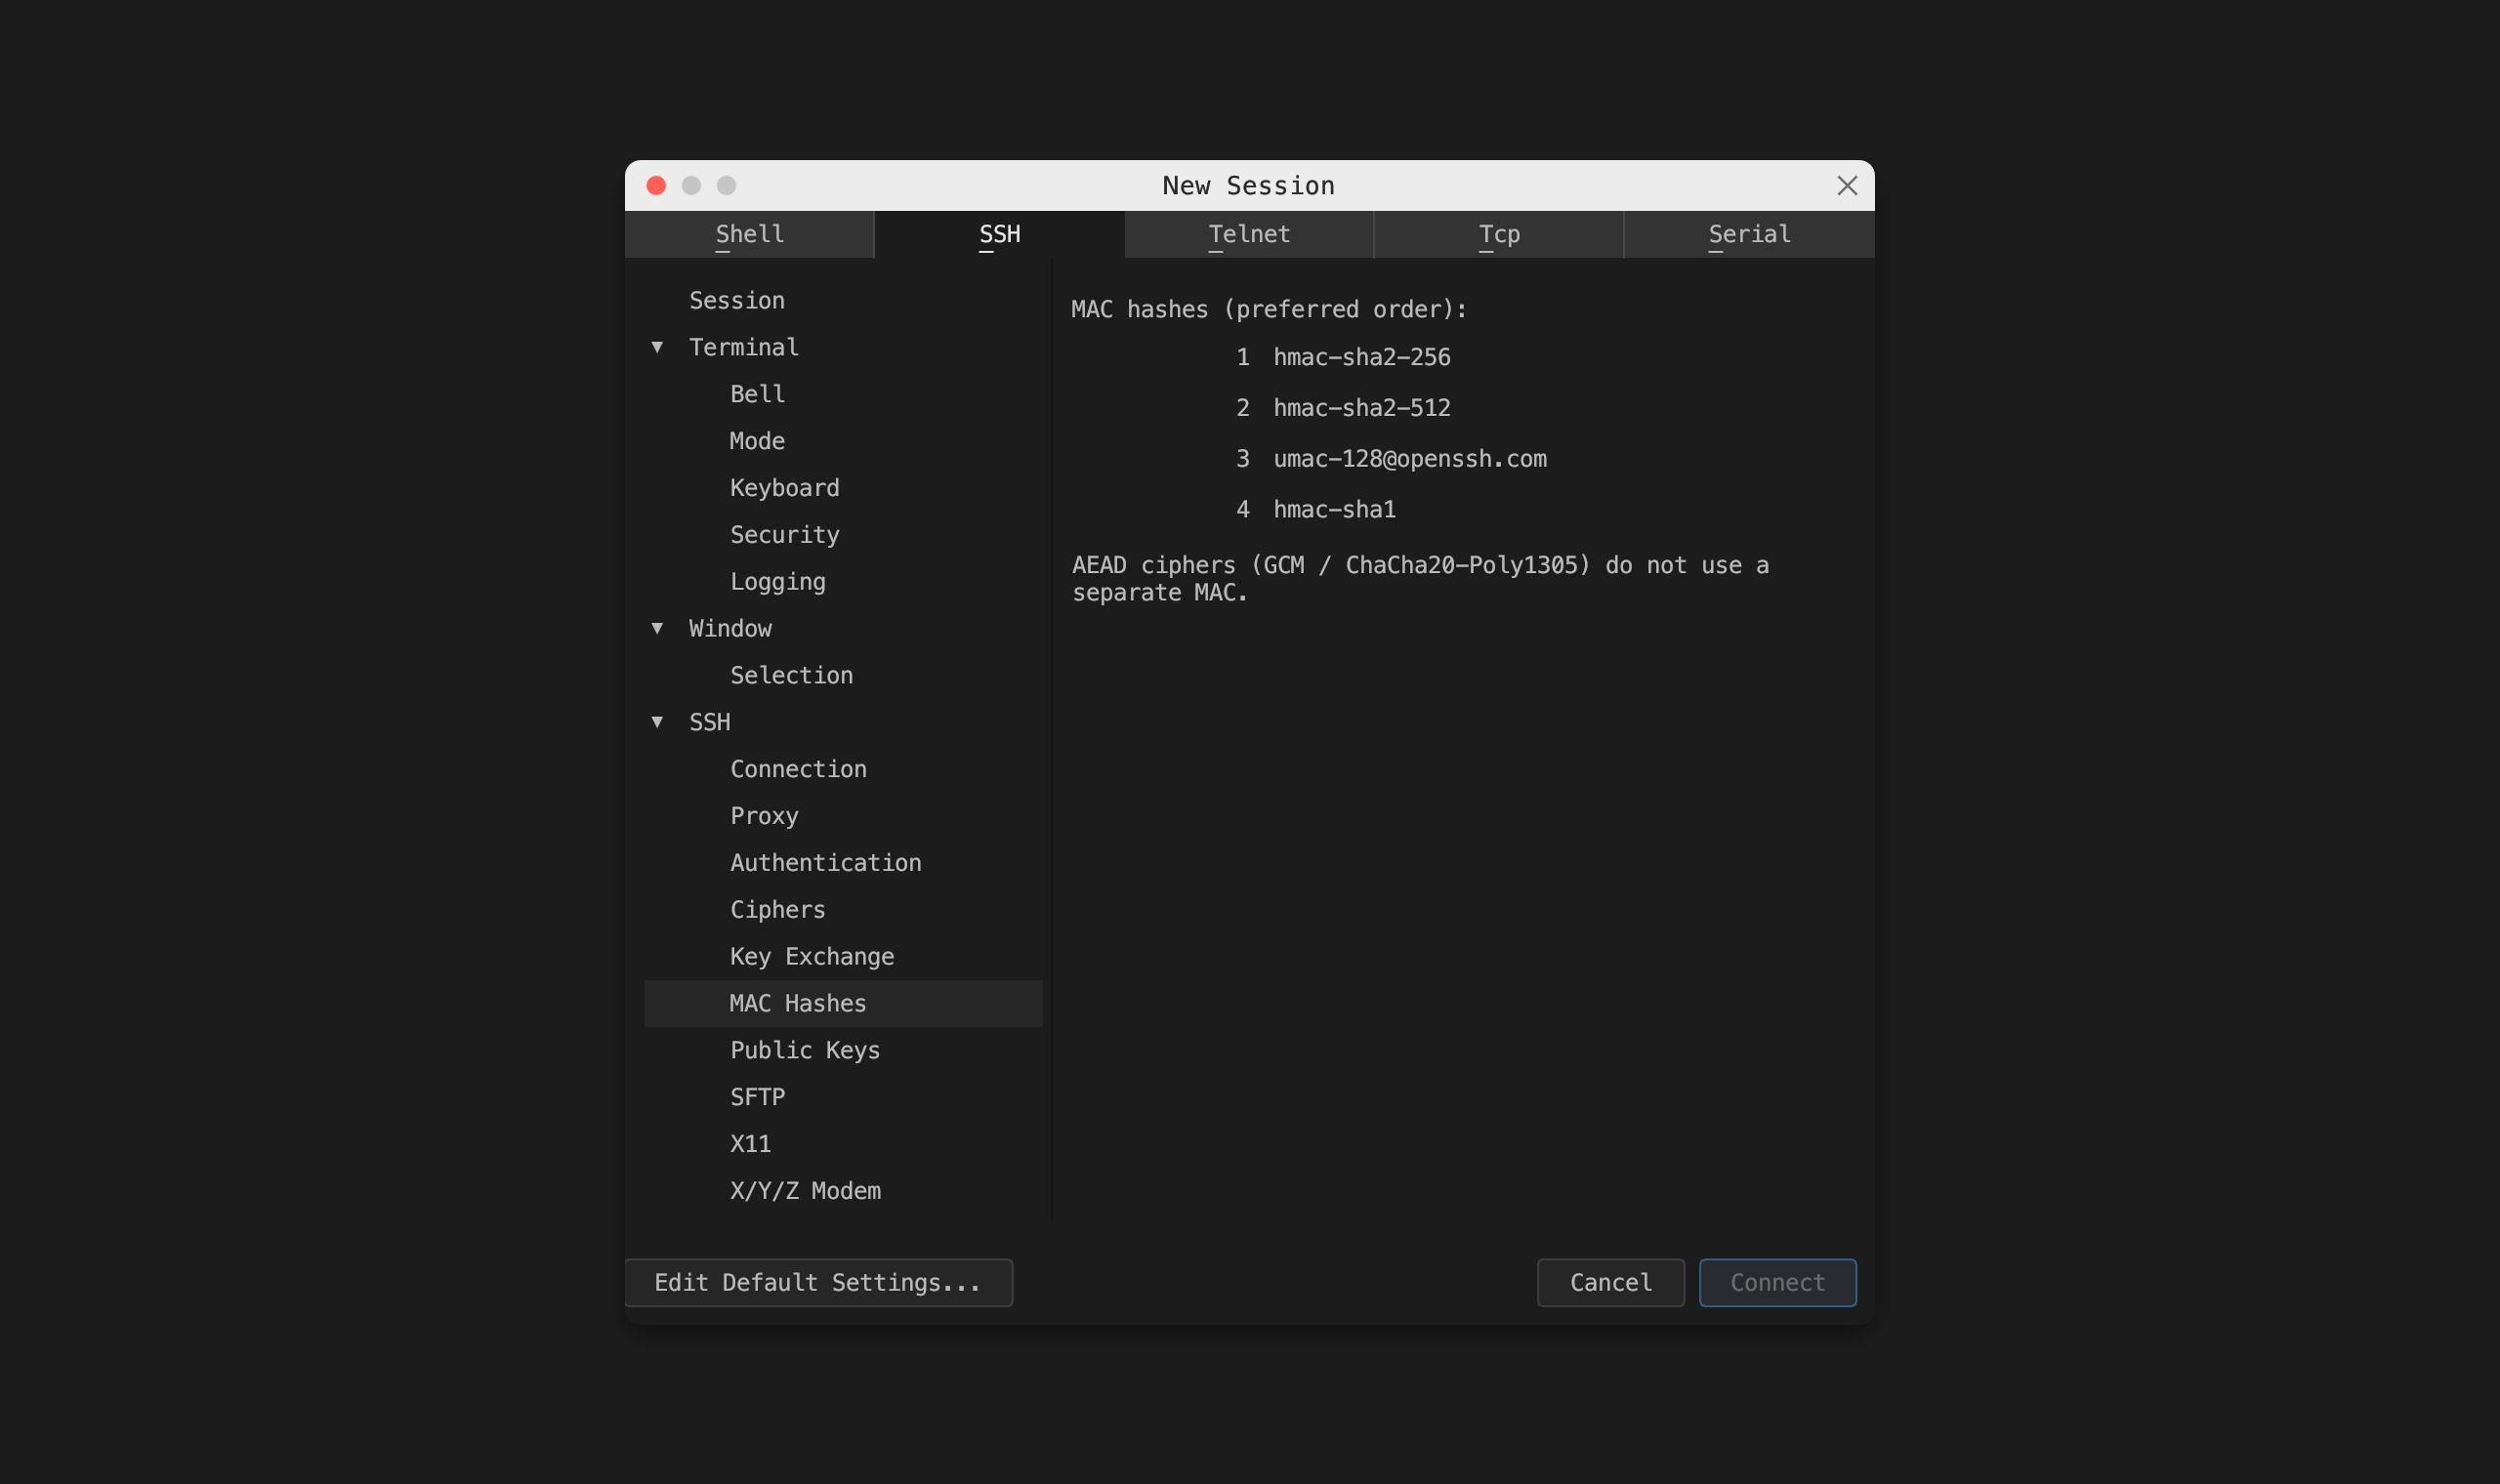 New Session
Shell
SSH
Telnet
Tcp
Serial
Session
Terminal
Bell
Mode
Keyboard
Security
Logging
Window
Selection
SSH
Connection
Proxy
Authentication
Ciphers
Key Exchange
MAC Hashes
Public Keys
SFTP
X11
X/Y/Z Modem
MAC hashes (preferred order):
1 hmac-sha2-256
2 hmac-sha2-512
3 umac-128@openssh.com
4 hmac-sha1
AEAD ciphers (GCM / ChaCha20-Poly1305) do not use a
separate MAC.
Edit Default Settings...
Cancel
Connect